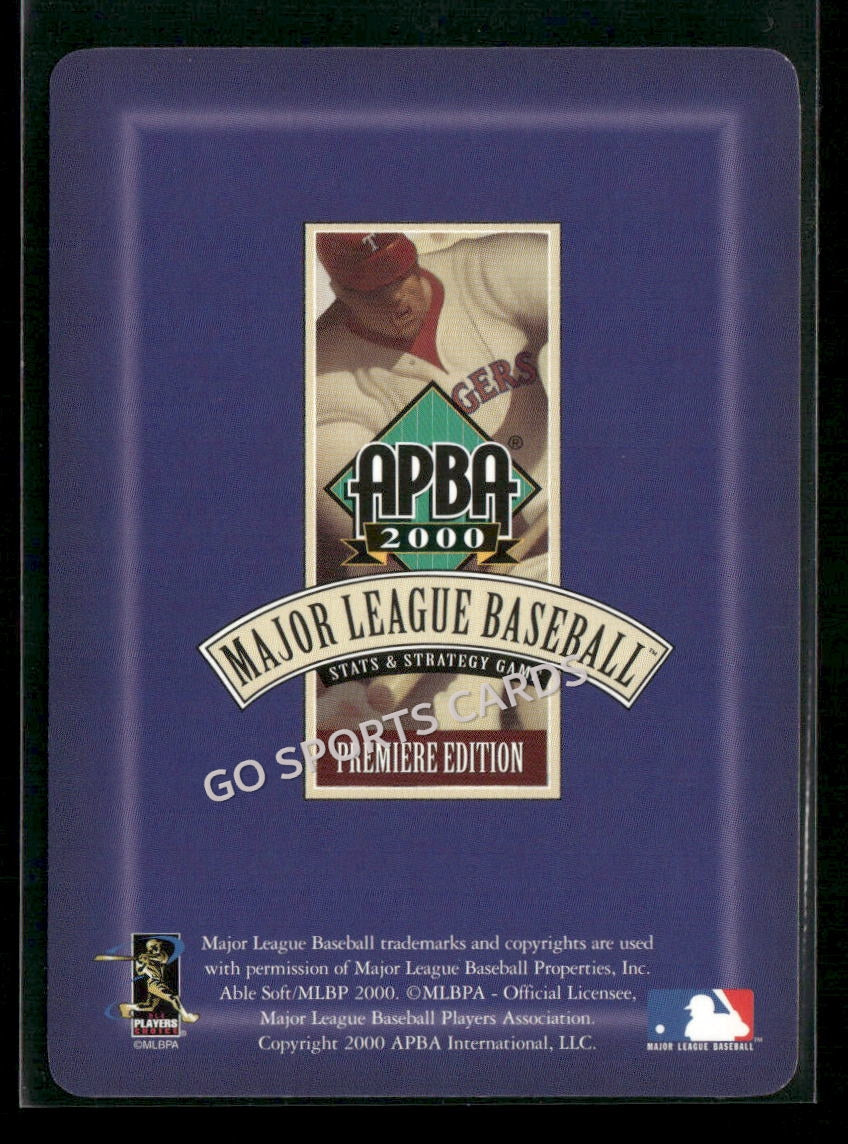 T
GERS
APBA®
2000
MAJOR LEAGUE BASEBALL™
STATS & STRATEGY GAME
GO SPORTS CARDS
PREMIERE EDITION
Major League Baseball trademarks and copyrights are used
with permission of Major League Baseball Properties, Inc.
Able Soft/MLBP 2000. ©MLBPA - Official Licensee,
Major League Baseball Players Association.
Copyright 2000 APBA International, LLC.
PLAYERS
CHOICE®
©MLBPA
MAJOR LEAGUE BASEBALL™